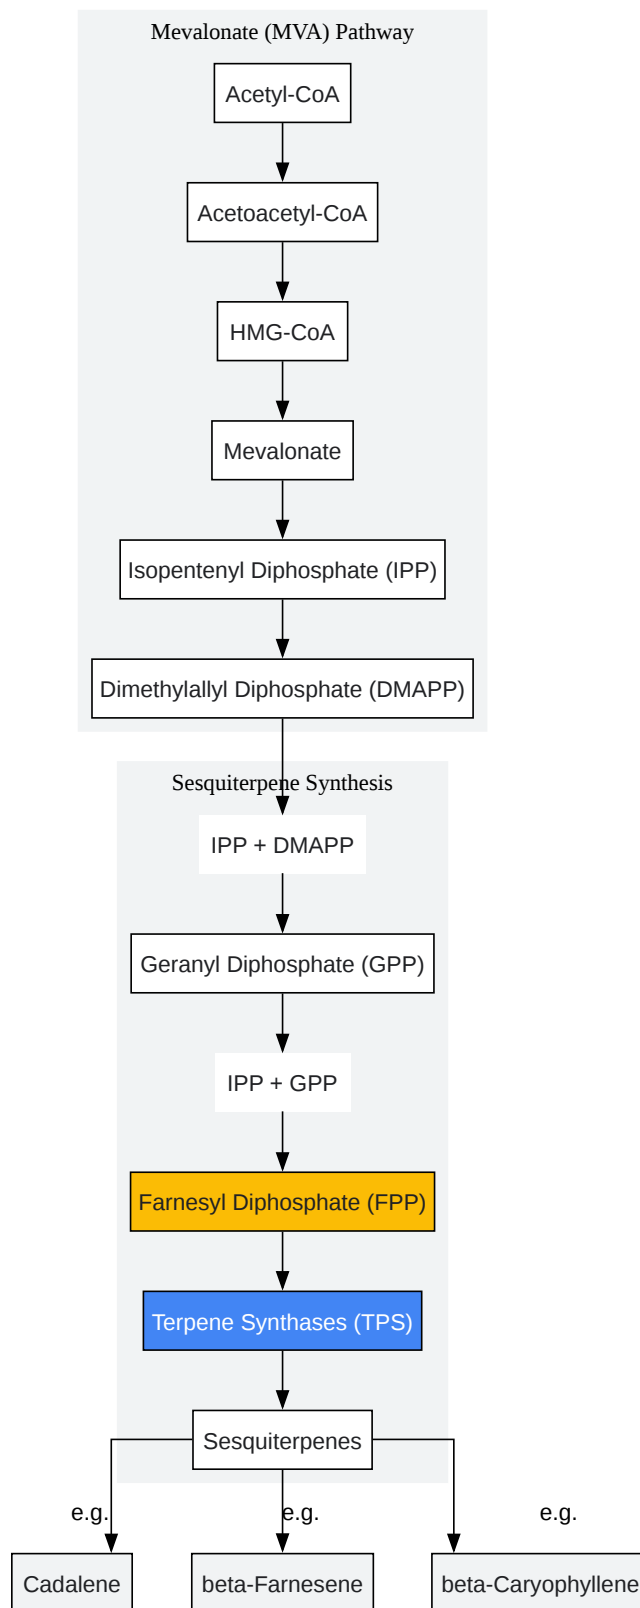 Mevalonate (MVA) Pathway
Acetyl-CoA
Acetoacetyl-CoA
HMG-CoA
Mevalonate
Isopentenyl Diphosphate (IPP)
Dimethylallyl Diphosphate (DMAPP)
Sesquiterpene Synthesis
IPP + DMAPP
Geranyl Diphosphate (GPP)
IPP + GPP
Farnesyl Diphosphate (FPP)
Terpene Synthases (TPS)
Sesquiterpenes
e.g. e.g. e.g.
Cadalene beta-Farnesene beta-Caryophyllene